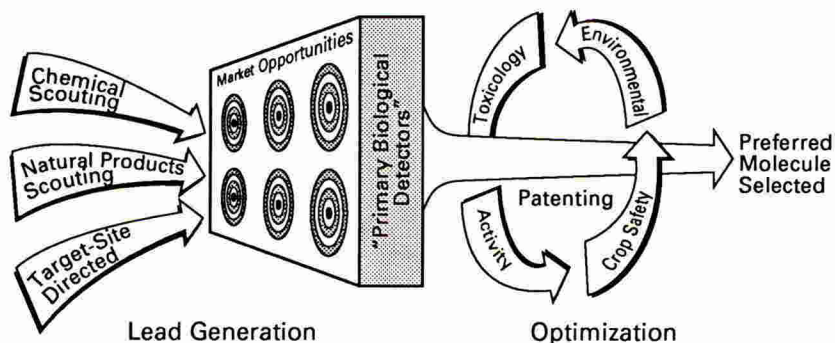 Chemical
Scouting
Natural Products
Scouting
Target-Site
Directed
Market Opportunities
"Primary Biological
Detectors"
Toxicology
Environmental
Patenting
Activity
Crop Safety
Preferred
Molecule
Selected
Lead Generation
Optimization